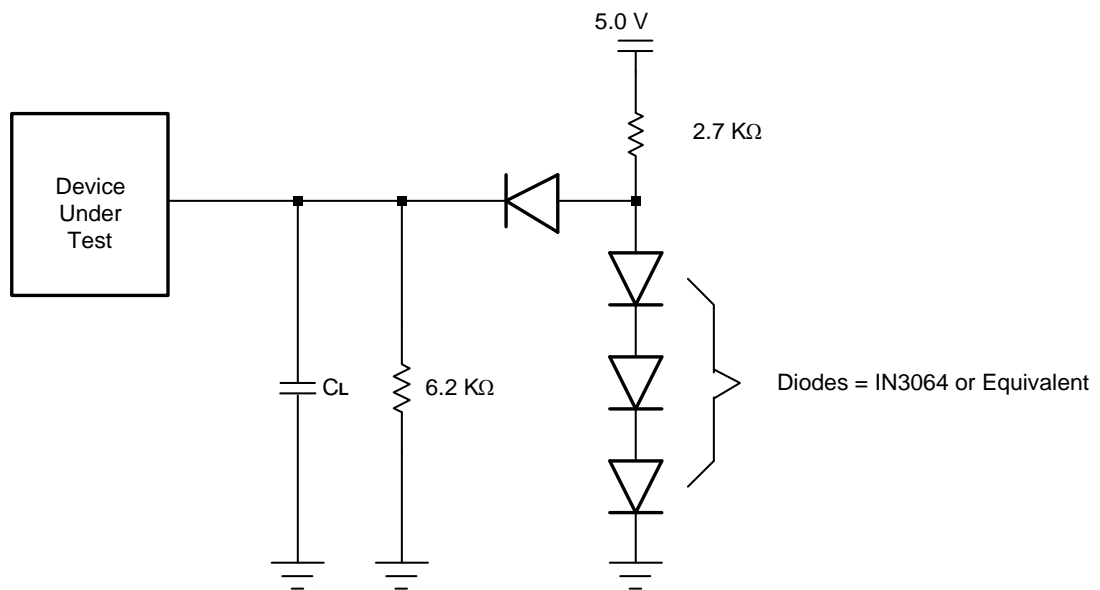 5.0 V
2.7 KΩ
Device
Under
Test
CL
6.2 KΩ
Diodes = IN3064 or Equivalent